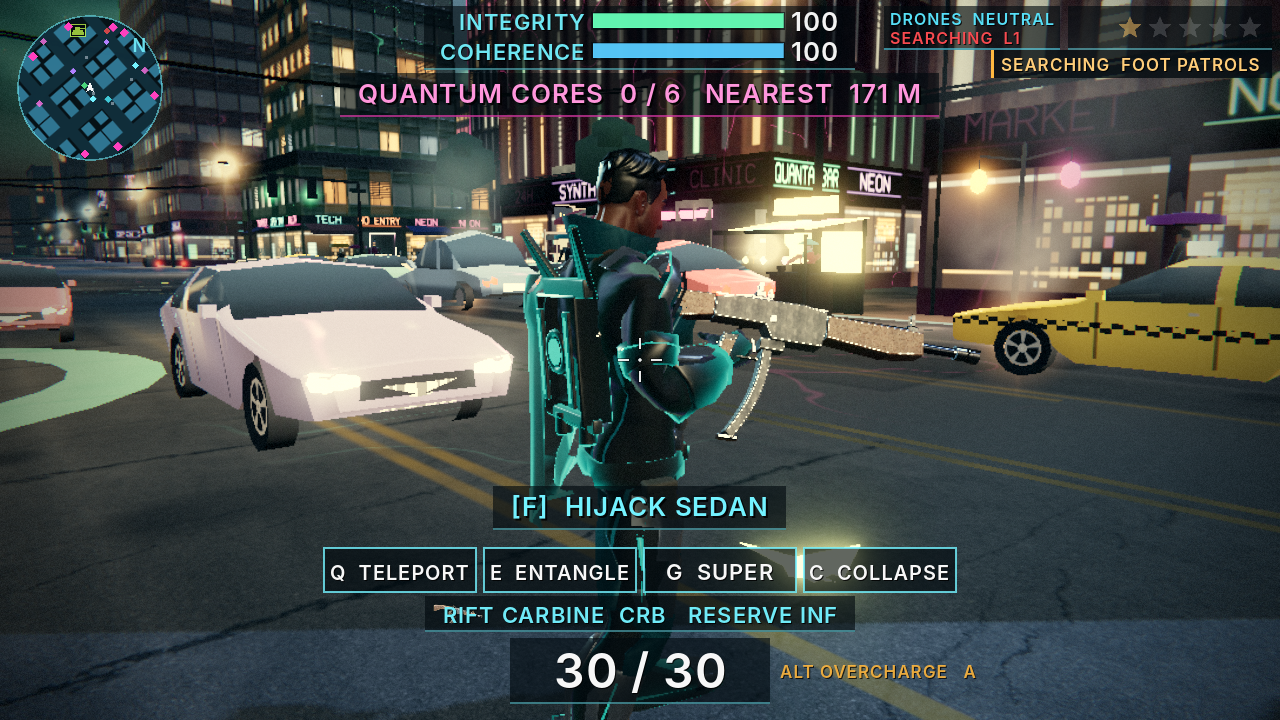 INTEGRITY 100
COHERENCE 100
DRONES NEUTRAL
SEARCHING L1
SEARCHING FOOT PATROLS
N
QUANTUM CORES 0 / 6 NEAREST 171 M
MARKET
CLINIC
QUANTA BAR
NEON
SYNTH
TECH
NO ENTRY
NEON
[F] HIJACK SEDAN
Q TELEPORT
E ENTANGLE
G SUPER
C COLLAPSE
RIFT CARBINE CRB RESERVE INF
30 / 30
ALT OVERCHARGE A